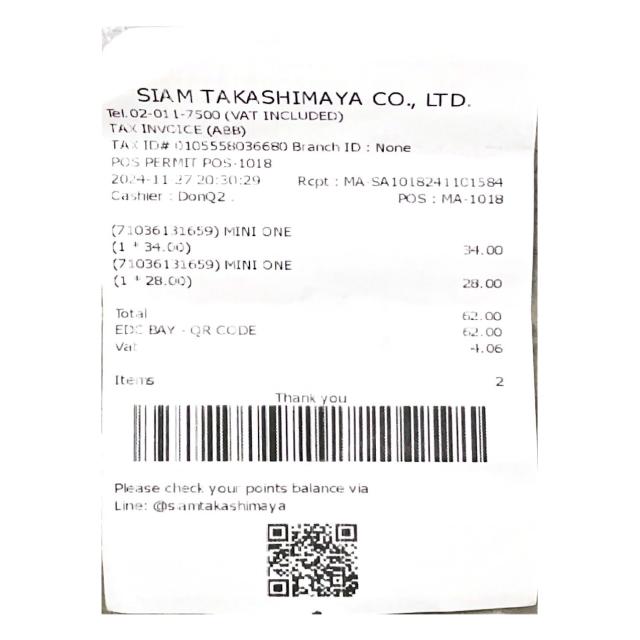 SIAM TAKASHIMAYA CO., LTD.
Tel.02-011-7500 (VAT INCLUDED)
TAX INVOICE (ABB)
TAX ID# 0105558036680 Branch ID : None
POS PERMIT POS-1018
2024-11-27 20:30:29 Rcpt : MA-SA1018241101584
Cashier : DonQ2 . POS : MA-1018
(71036131659) MINI ONE
(1 * 34.00) 34.00
(71036131659) MINI ONE
(1 * 28.00) 28.00
Total 62.00
EDC BAY - QR CODE 62.00
Vat 4.06
Items 2
Thank you
Please check your points balance via
Line: @siamtakashimaya